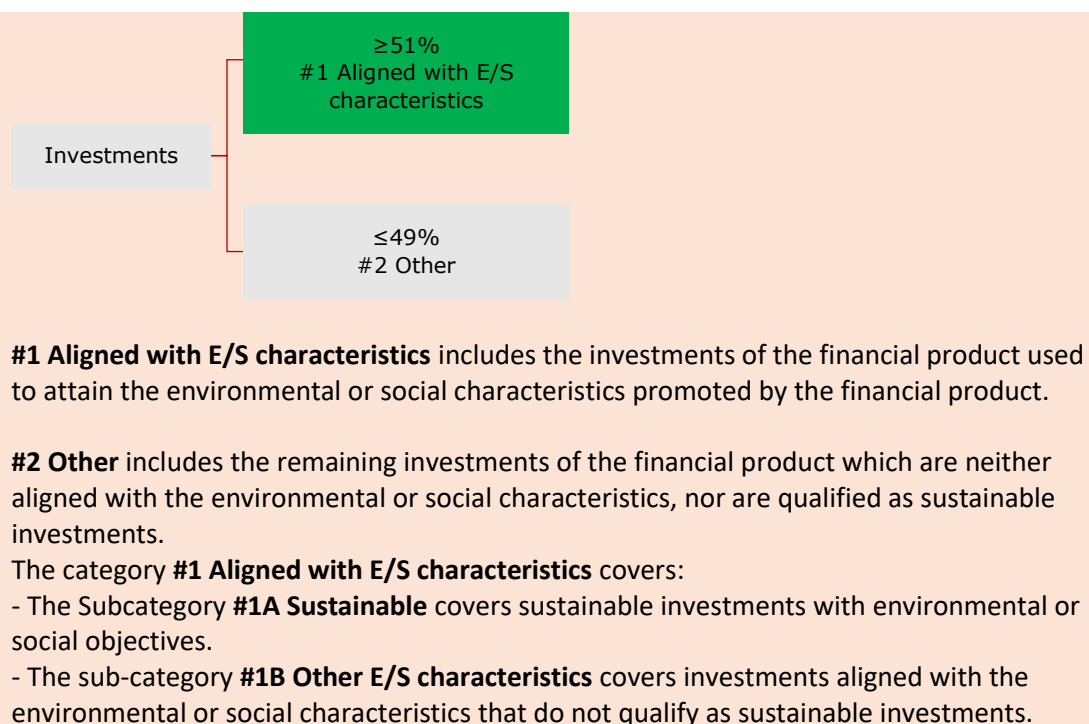 ≥51%
#1 Aligned with E/S
characteristics
Investments
≤49%
#2 Other
#1 Aligned with E/S characteristics includes the investments of the financial product used
to attain the environmental or social characteristics promoted by the financial product.
#2 Other includes the remaining investments of the financial product which are neither
aligned with the environmental or social characteristics, nor are qualified as sustainable
investments.
The category #1 Aligned with E/S characteristics covers:
- The Subcategory #1A Sustainable covers sustainable investments with environmental or
social objectives.
- The sub-category #1B Other E/S characteristics covers investments aligned with the
environmental or social characteristics that do not qualify as sustainable investments.